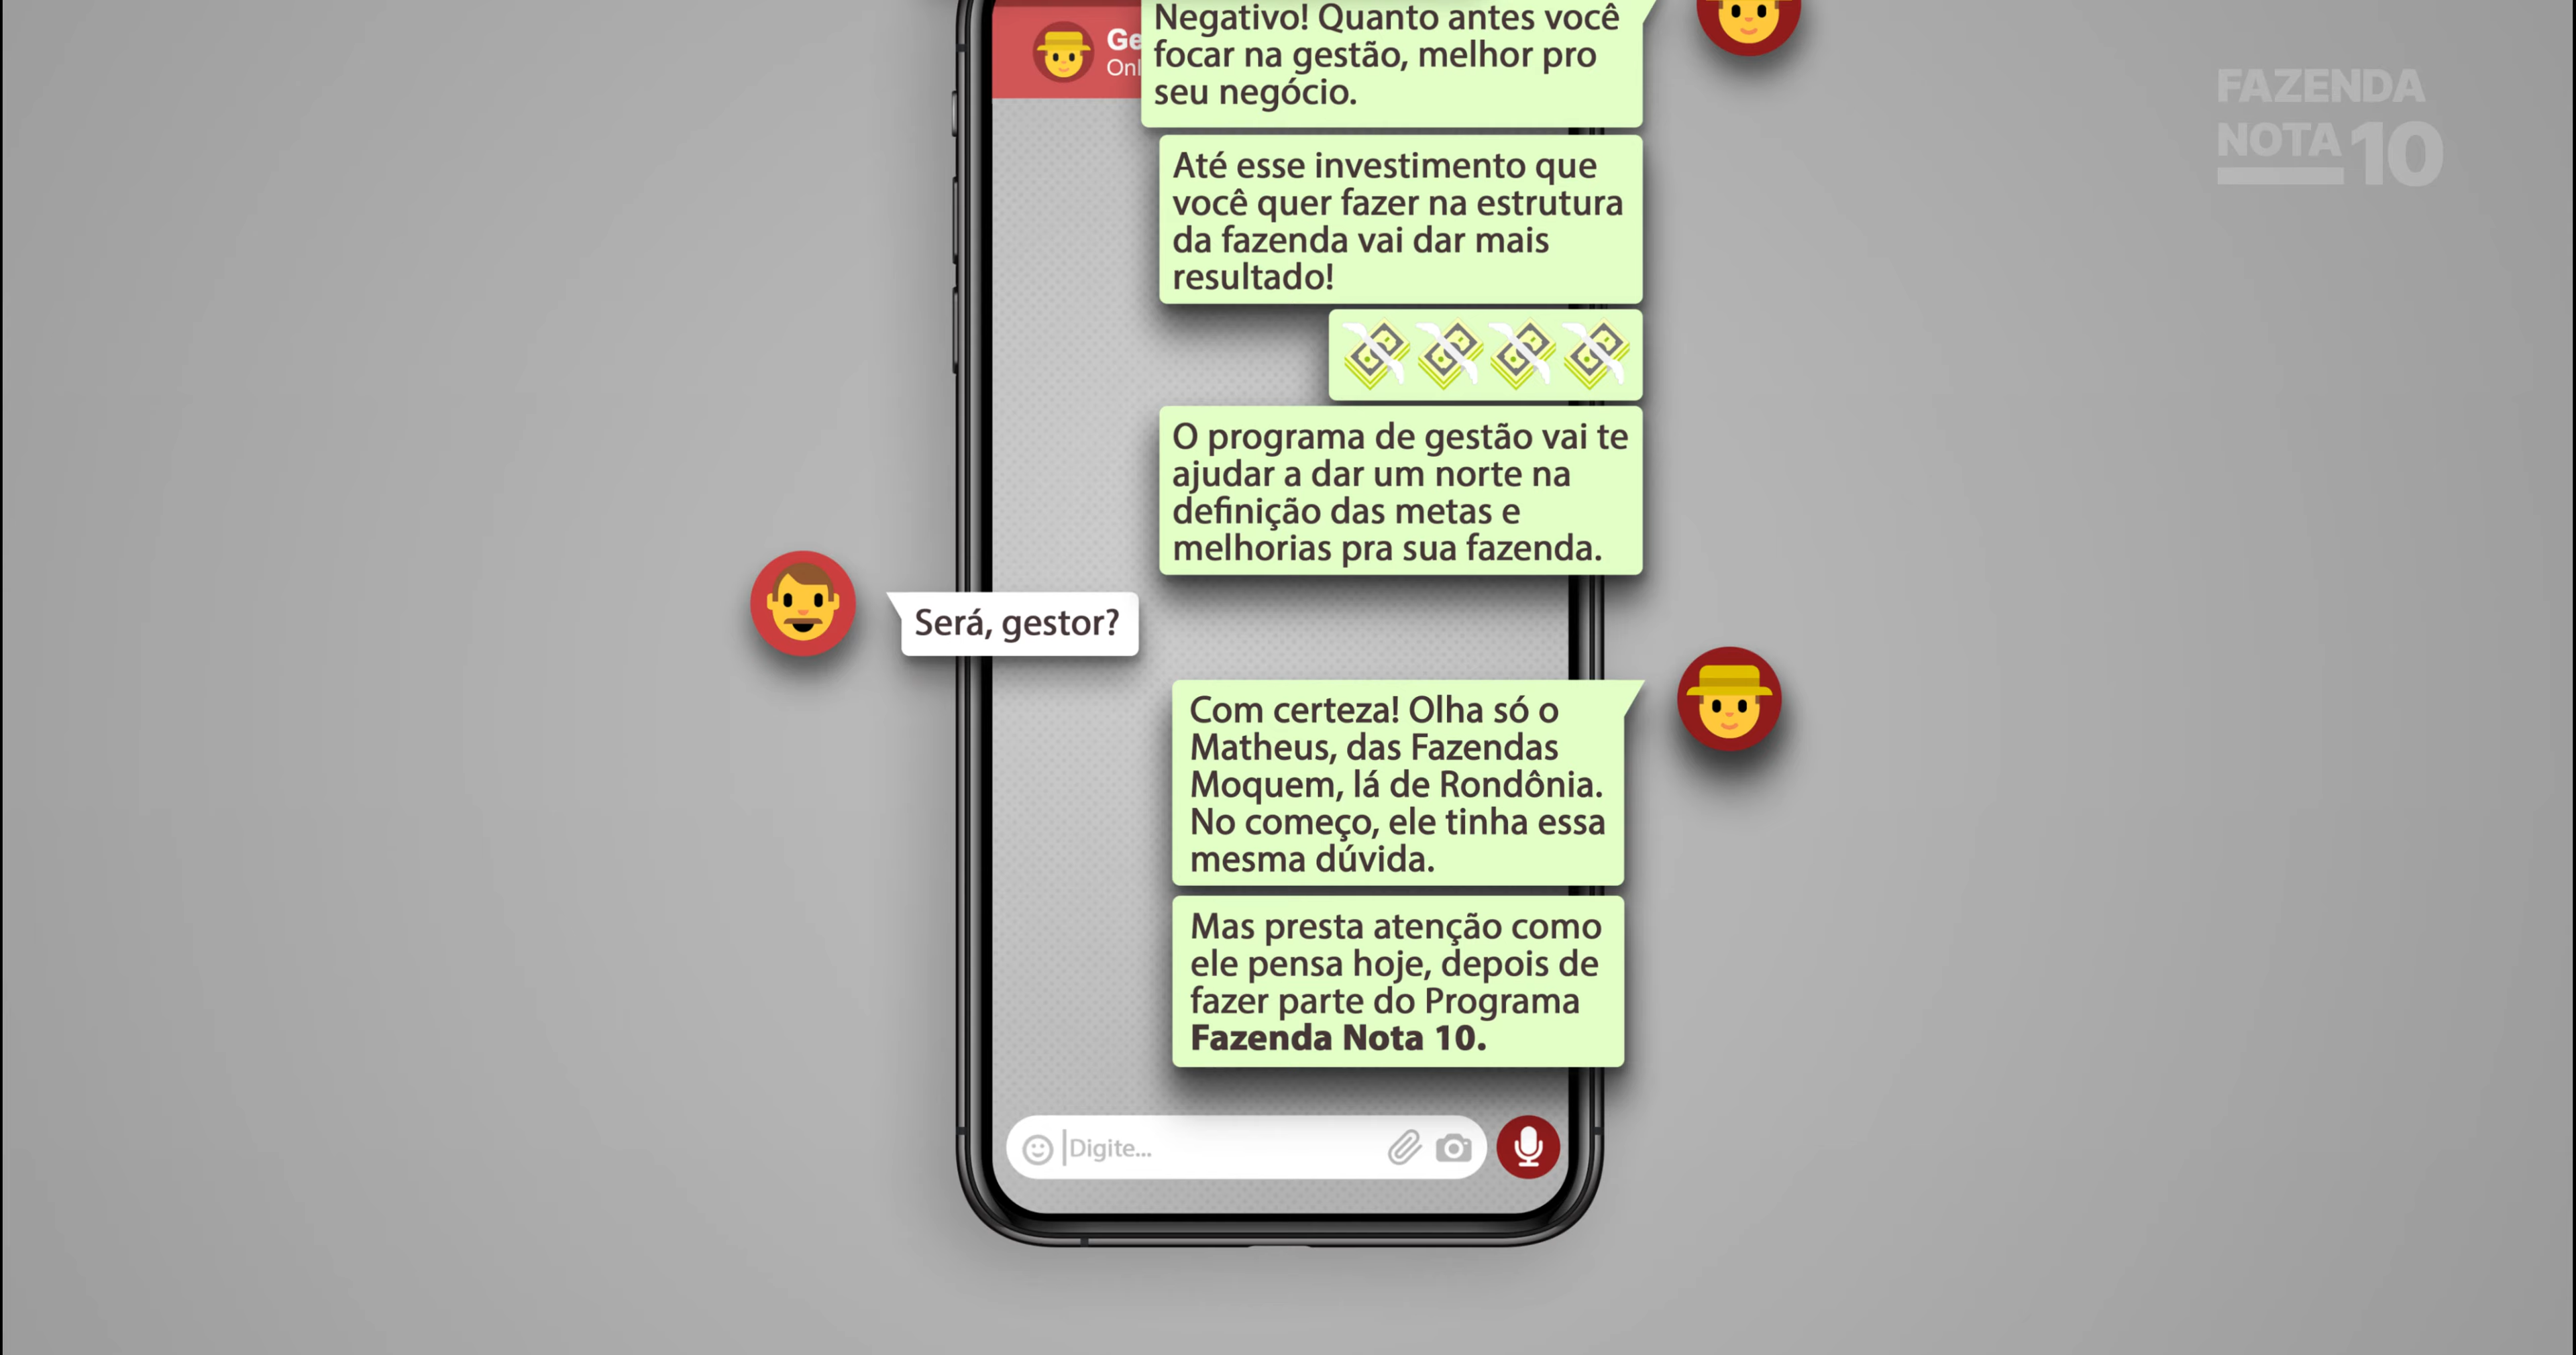 Negativo! Quanto antes você
focar na gestão, melhor pro
seu negócio.
Até esse investimento que
você quer fazer na estrutura
da fazenda vai dar mais
resultado!
O programa de gestão vai te
ajudar a dar um norte na
definição das metas e
melhorias pra sua fazenda.
Será, gestor?
Com certeza! Olha só o
Matheus, das Fazendas
Moquem, lá de Rondônia.
No começo, ele tinha essa
mesma dúvida.
Mas presta atenção como
ele pensa hoje, depois de
fazer parte do Programa
Fazenda Nota 10.
Digite...
FAZENDA
NOTA 10